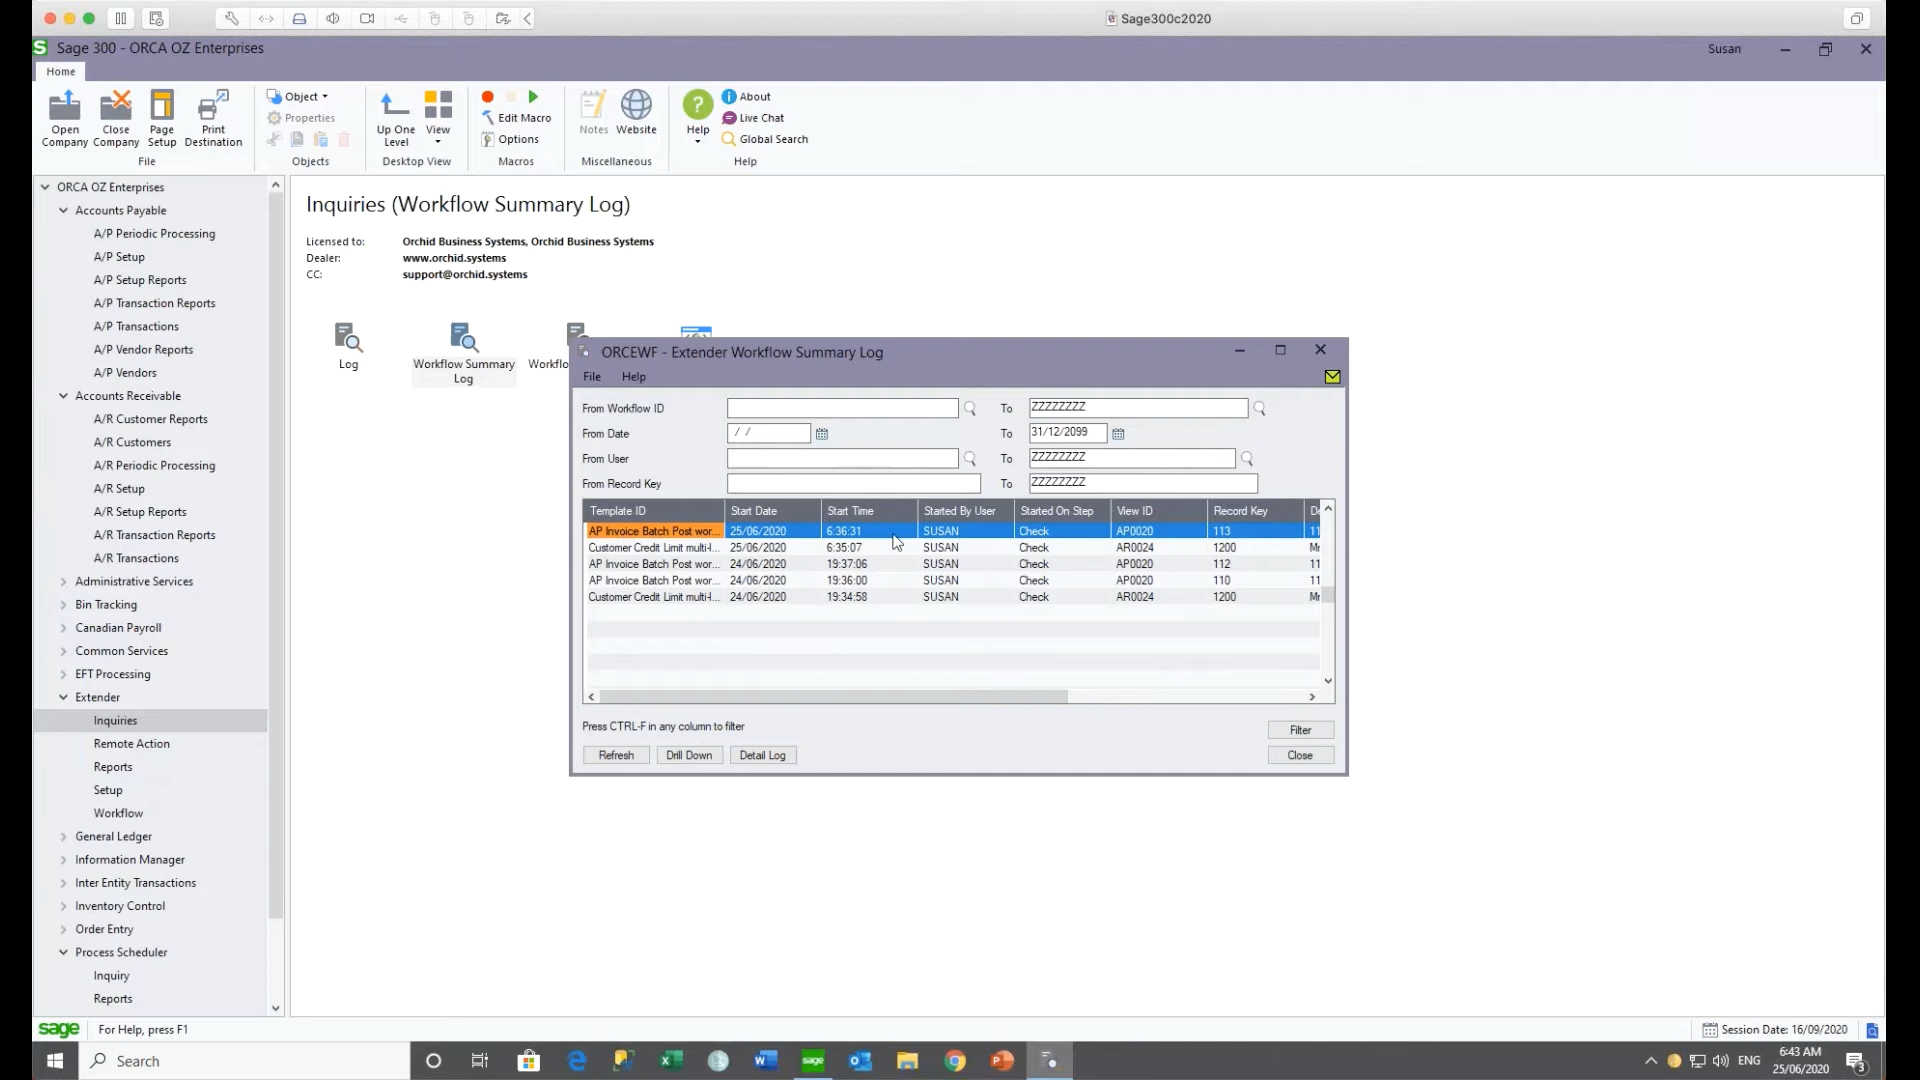 Sage300c2020
Sage 300 - ORCA OZ Enterprises
Susan
Home
Open Company
Close Company
Page Setup
Print Destination
File
Object
Properties
Objects
Up One Level
View
Desktop View
Edit Macro
Options
Macros
Notes
Website
Miscellaneous
Help
About
Live Chat
Global Search
Help
ORCA OZ Enterprises
Accounts Payable
A/P Periodic Processing
A/P Setup
A/P Setup Reports
A/P Transaction Reports
A/P Transactions
A/P Vendor Reports
A/P Vendors
Accounts Receivable
A/R Customer Reports
A/R Customers
A/R Periodic Processing
A/R Setup
A/R Setup Reports
A/R Transaction Reports
A/R Transactions
Administrative Services
Bin Tracking
Canadian Payroll
Common Services
EFT Processing
Extender
Inquiries
Remote Action
Reports
Setup
Workflow
General Ledger
Information Manager
Inter Entity Transactions
Inventory Control
Order Entry
Process Scheduler
Inquiry
Reports
Inquiries (Workflow Summary Log)
Licensed to: Orchid Business Systems, Orchid Business Systems
Dealer: www.orchid.systems
CC: support@orchid.systems
Log
Workflow Summary Log
Workflo
ORCEWF - Extender Workflow Summary Log
File Help
From Workflow ID To ZZZZZZZZ
From Date / / To 31/12/2099
From User To ZZZZZZZZ
From Record Key To ZZZZZZZZ
Template ID Start Date Start Time Started By User Started On Step View ID Record Key De
AP Invoice Batch Post wor... 25/06/2020 6:36:31 SUSAN Check AP0020 113 11
Customer Credit Limit multi-l... 25/06/2020 6:35:07 SUSAN Check AR0024 1200 Mr
AP Invoice Batch Post wor... 24/06/2020 19:37:06 SUSAN Check AP0020 112 11
AP Invoice Batch Post wor... 24/06/2020 19:36:00 SUSAN Check AP0020 110 11
Customer Credit Limit multi-l... 24/06/2020 19:34:58 SUSAN Check AR0024 1200 Mr
Press CTRL-F in any column to filter
Filter
Refresh Drill Down Detail Log Close
sage For Help, press F1
Session Date: 16/09/2020
Search
sage
ENG
6:43 AM
25/06/2020
3